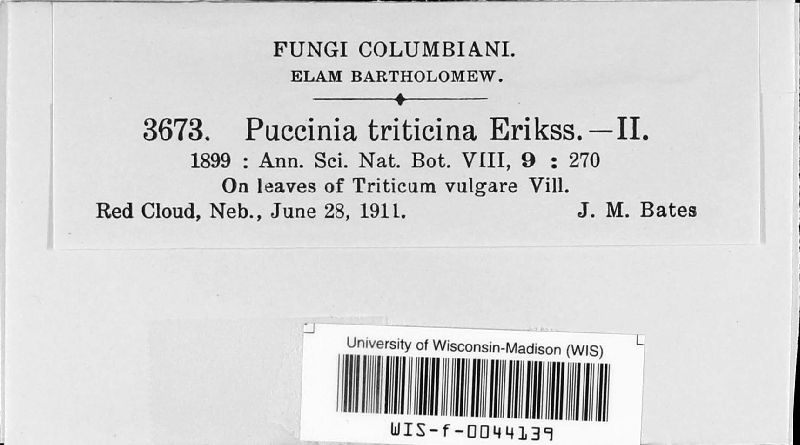 FUNGI COLUMBIANI.
ELAM BARTHOLOMEW.
3673. Puccinia triticina Erikss.—II.
1899 : Ann. Sci. Nat. Bot. VIII, 9 : 270
On leaves of Triticum vulgare Vill.
Red Cloud, Neb., June 28, 1911. J. M. Bates
University of Wisconsin-Madison (WIS)
WIS-f-0044139